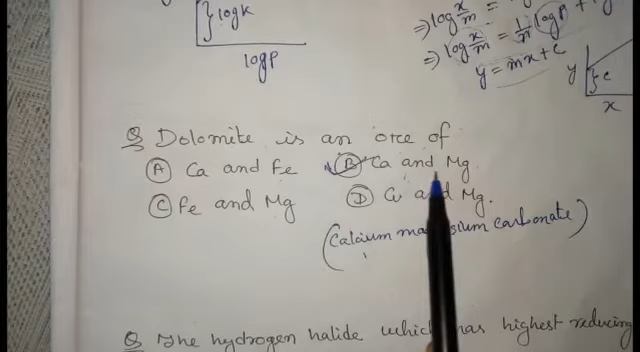 log x/m =
} log K
⇒ log x/m = 1/n log P +
log P
y = mx + c
y } c
x
Q Dolomite is an ore of
(A) Ca and Fe (B) Ca and Mg
(C) Fe and Mg (D) Cu and Mg.
(Calcium magnesium carbonate)
Q The hydrogen halide which has highest reducing